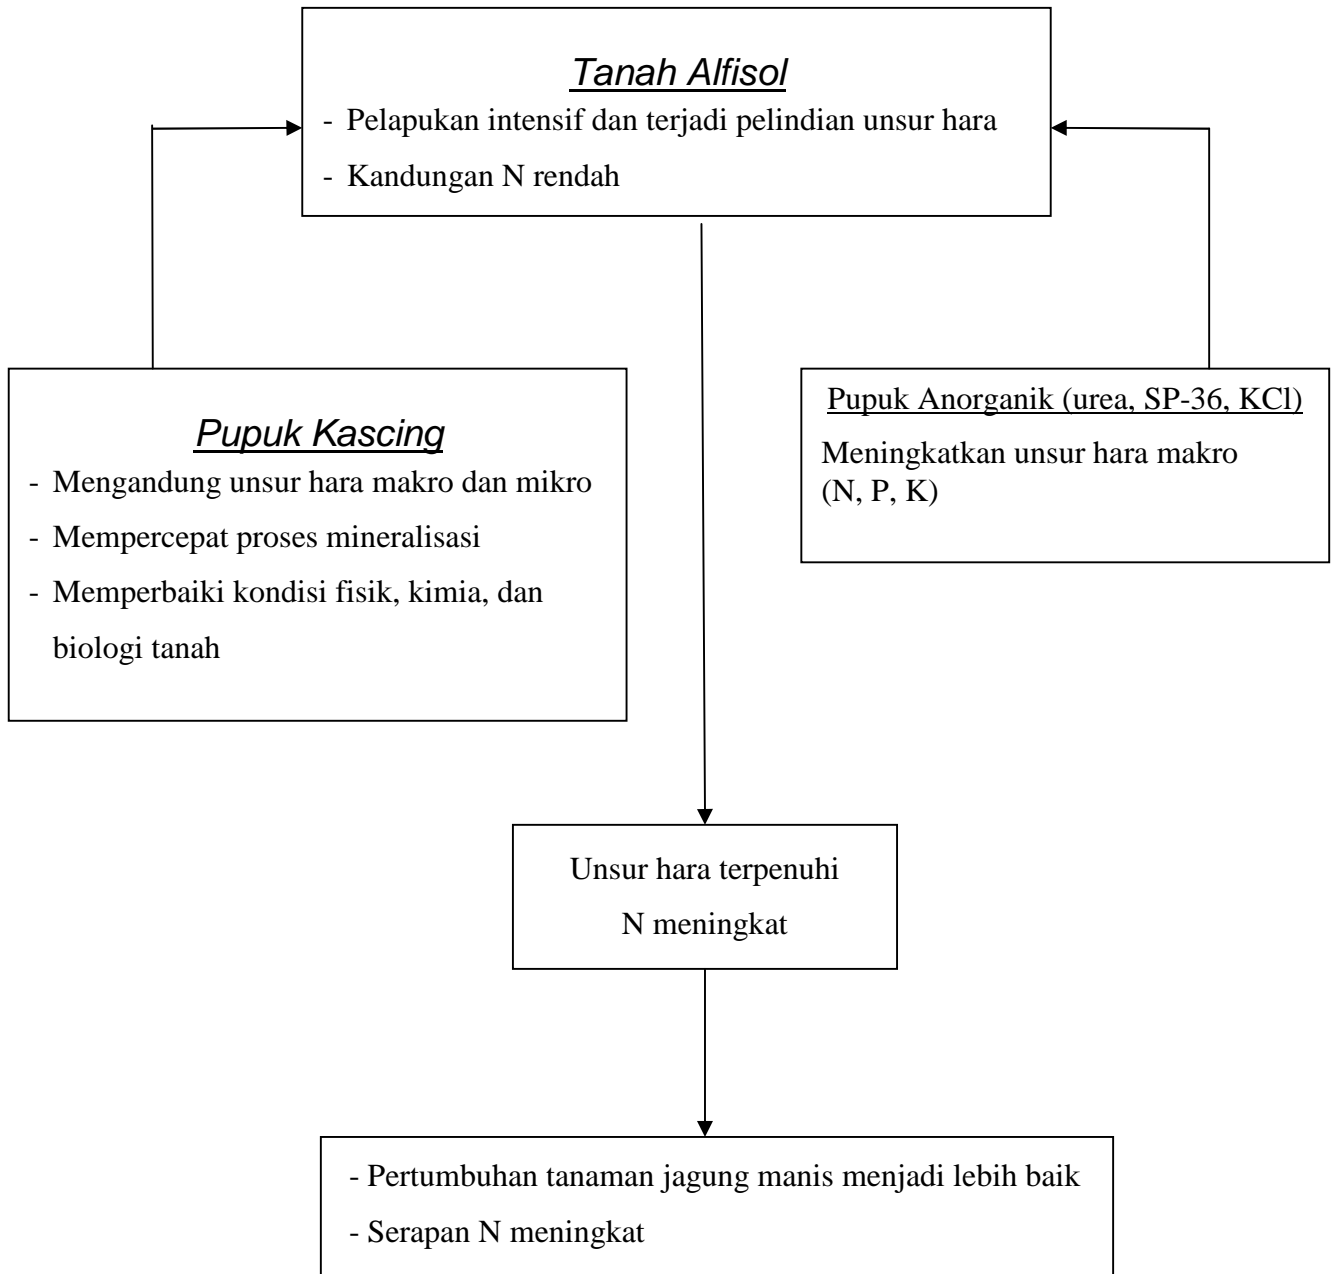 Tanah Alfisol
- Pelapukan intensif dan terjadi pelindian unsur hara
- Kandungan N rendah
Pupuk Kascing
- Mengandung unsur hara makro dan mikro
- Mempercepat proses mineralisasi
- Memperbaiki kondisi fisik, kimia, dan
biologi tanah
Pupuk Anorganik (urea, SP-36, KCl)
Meningkatkan unsur hara makro
(N, P, K)
Unsur hara terpenuhi
N meningkat
- Pertumbuhan tanaman jagung manis menjadi lebih baik
- Serapan N meningkat